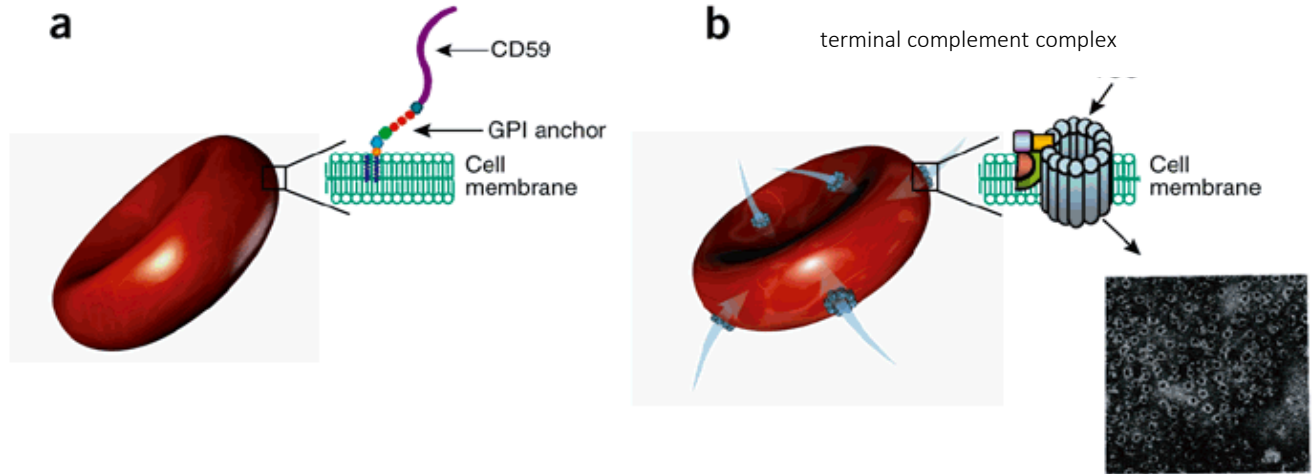 a
CD59
GPI anchor
Cell
membrane
b
terminal complement complex
Cell
membrane